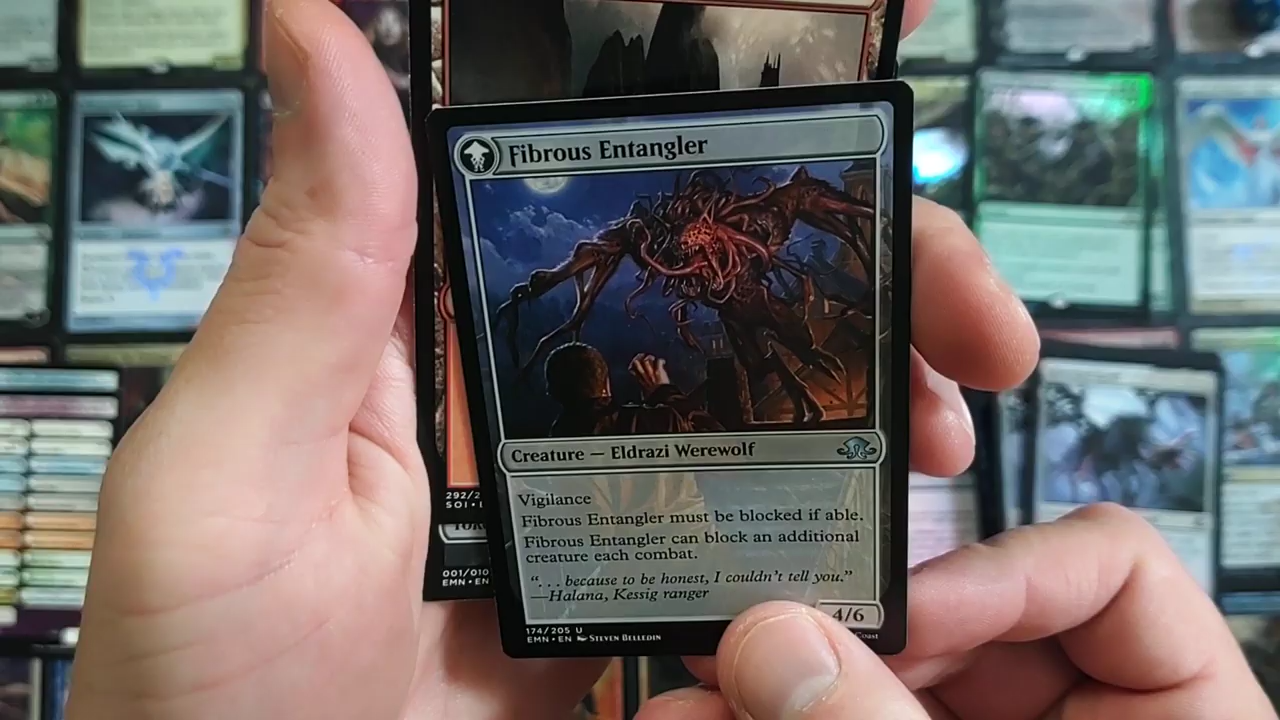 Fibrous Entangler
Creature — Eldrazi Werewolf
Vigilance
Fibrous Entangler must be blocked if able.
Fibrous Entangler can block an additional
creature each combat.
“. . . because to be honest, I couldn’t tell you.”
—Halana, Kessig ranger
4/6
174/205 U
EMN • EN Steven Belledin
Coast
292/2
SOI •
001/010
EMN • EN